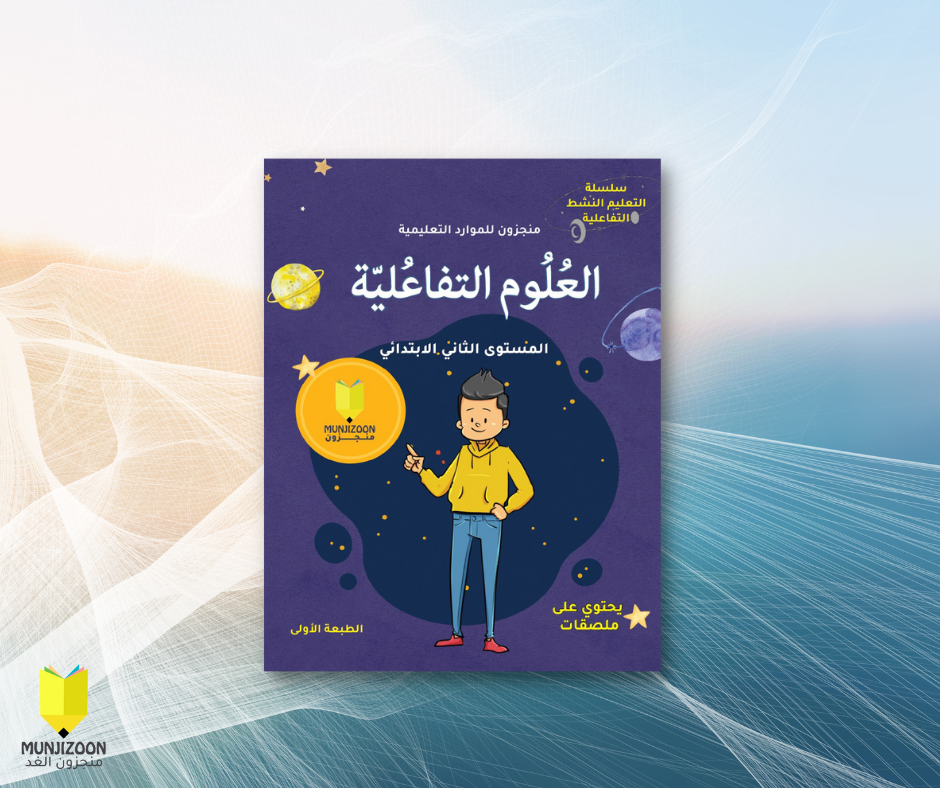 سلسلة
التعليم النشط
التفاعلية
منجزون للموارد التعليمية
العُلُوم التفاعُليّة
المستوى الثاني الابتدائي
MUNJIZOON
منجزون
يحتوي على
ملصقات
الطبعة الأولى
MUNJIZOON
منجزون الغد